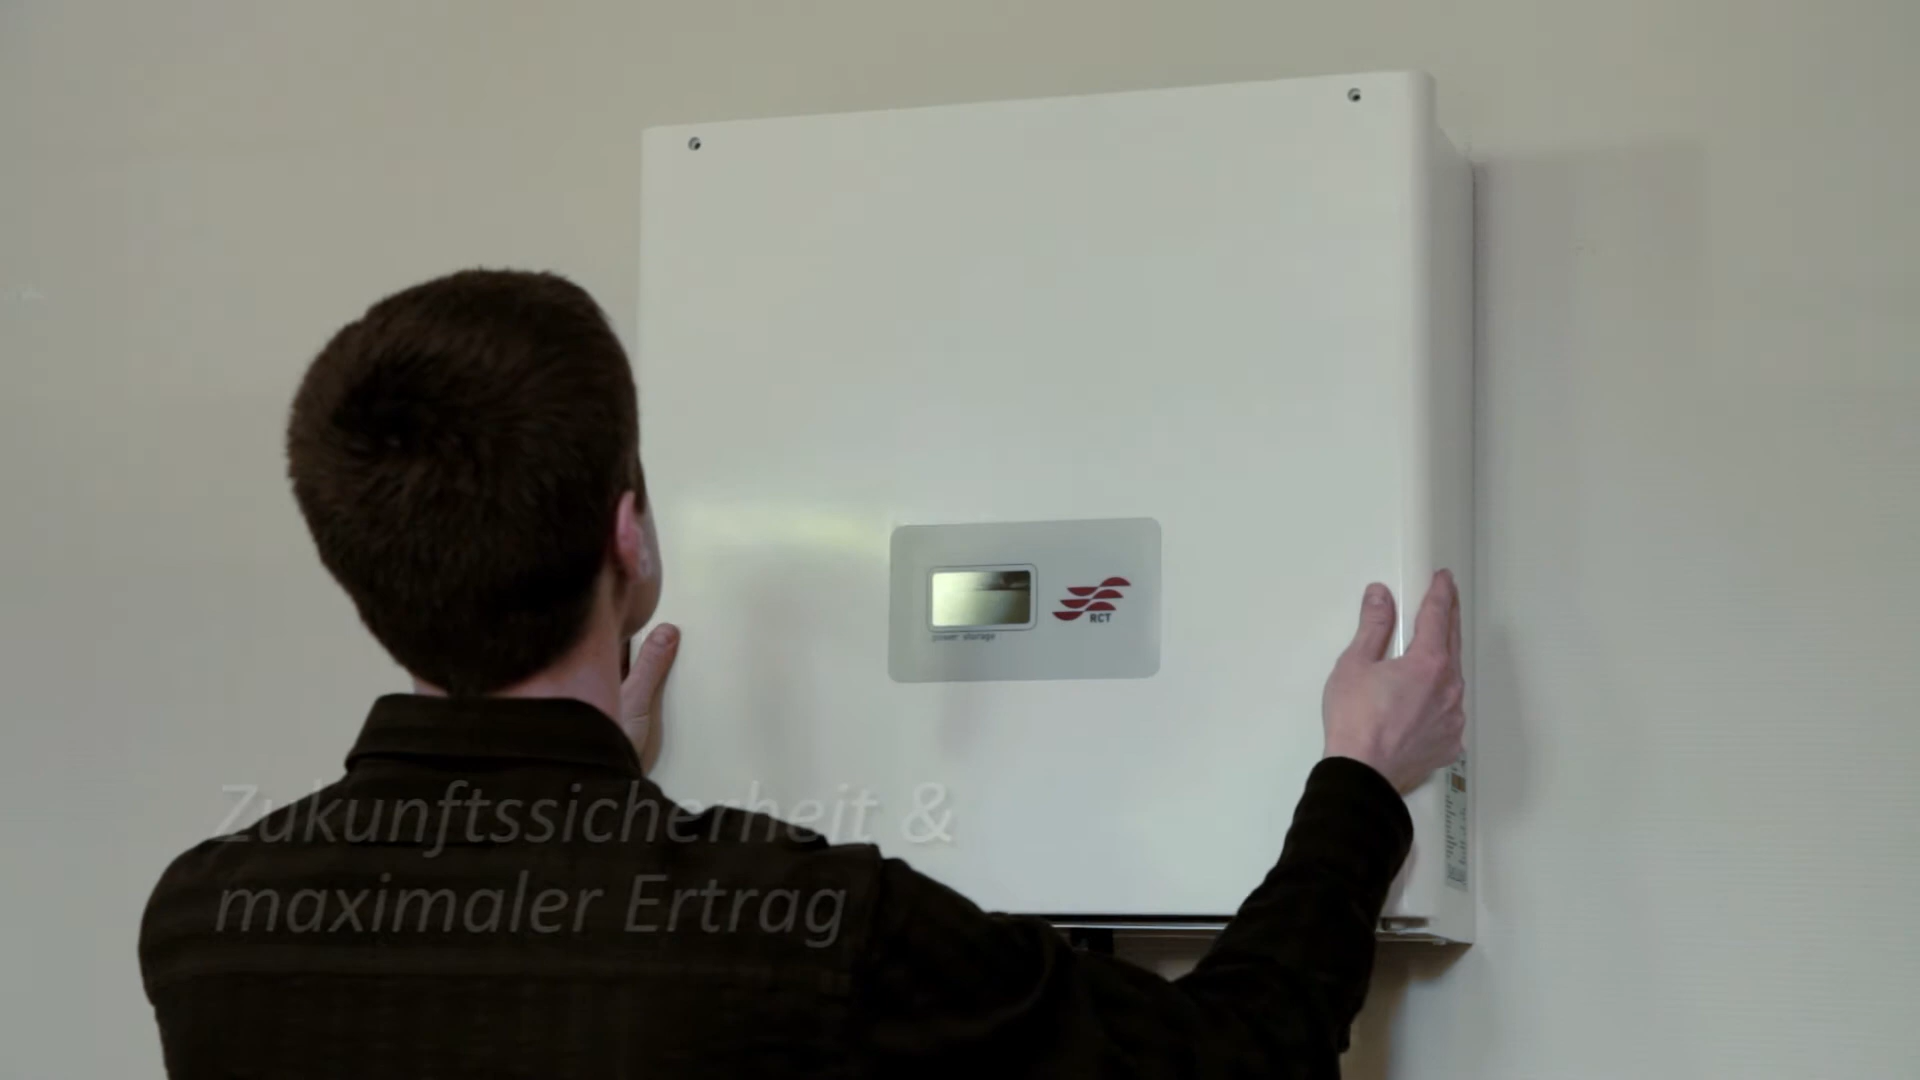 power storage
RCT
Zukunftssicherheit &
maximaler Ertrag